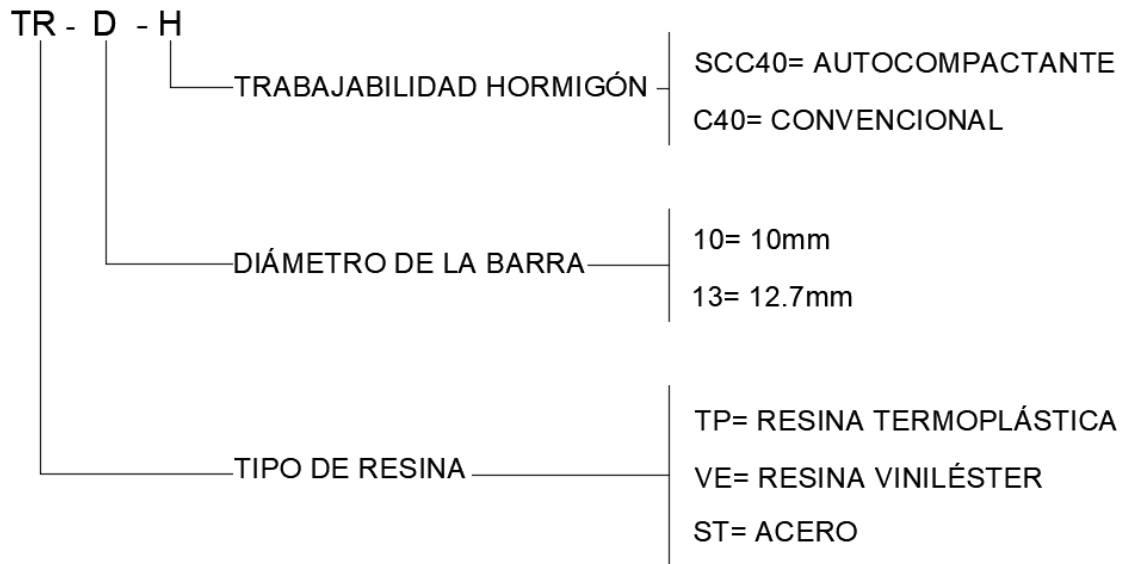 TR - D - H
TRABAJABILIDAD HORMIGÓN
SCC40= AUTOCOMPACTANTE
C40= CONVENCIONAL
DIÁMETRO DE LA BARRA
10= 10mm
13= 12.7mm
TIPO DE RESINA
TP= RESINA TERMOPLÁSTICA
VE= RESINA VINILÉSTER
ST= ACERO